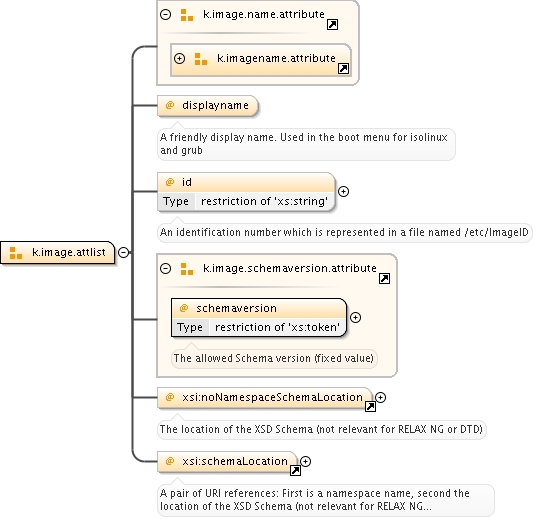 k.image.name.attribute
k.imagename.attribute
@ displayname
A friendly display name. Used in the boot menu for isolinux
and grub
@ id
Type restriction of 'xs:string'
An identification number which is represented in a file named /etc/ImageID
k.image.attlist
k.image.schemaversion.attribute
@ schemaversion
Type restriction of 'xs:token'
The allowed Schema version (fixed value)
@ xsi:noNamespaceSchemaLocation
The location of the XSD Schema (not relevant for RELAX NG or DTD)
@ xsi:schemaLocation
A pair of URI references: First is a namespace name, second the
location of the XSD Schema (not relevant for RELAX NG...